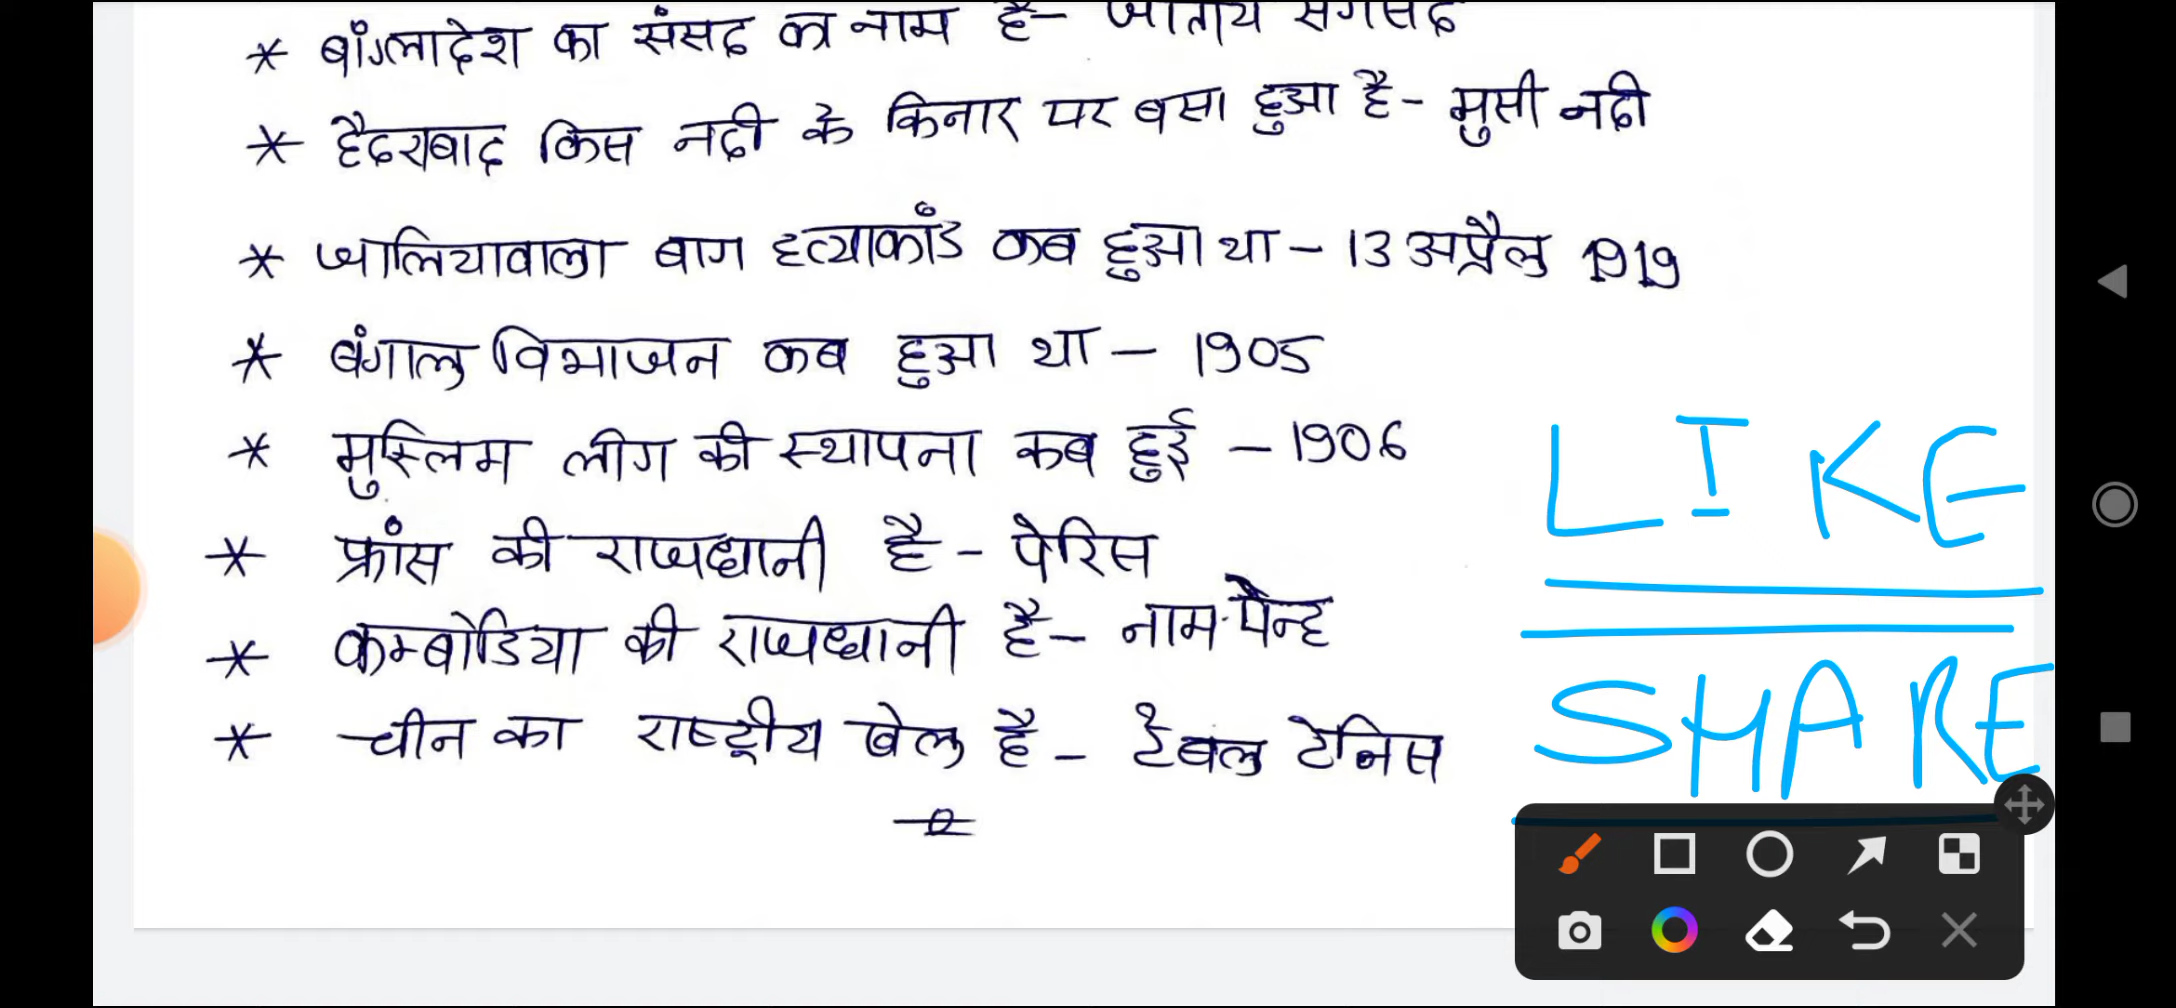 * बांग्लादेश का संसद का नाम है - जातीय संगसद
* हैदराबाद किस नदी के किनार पर बसा हुआ है - मुसी नदी
* जालियावाला बाग हत्याकांड कब हुआ था - 13 अप्रैल 1919
* बंगाल विभाजन कब हुआ था - 1905
* मुस्लिम लीग की स्थापना कब हुई - 1906
* फ्रांस की राजधानी है - पेरिस
* कम्बोडिया की राजधानी है - नाम-पेन्ह
* चीन का राष्ट्रीय खेल है - टेबल टेनिस
LIKE
SHARE